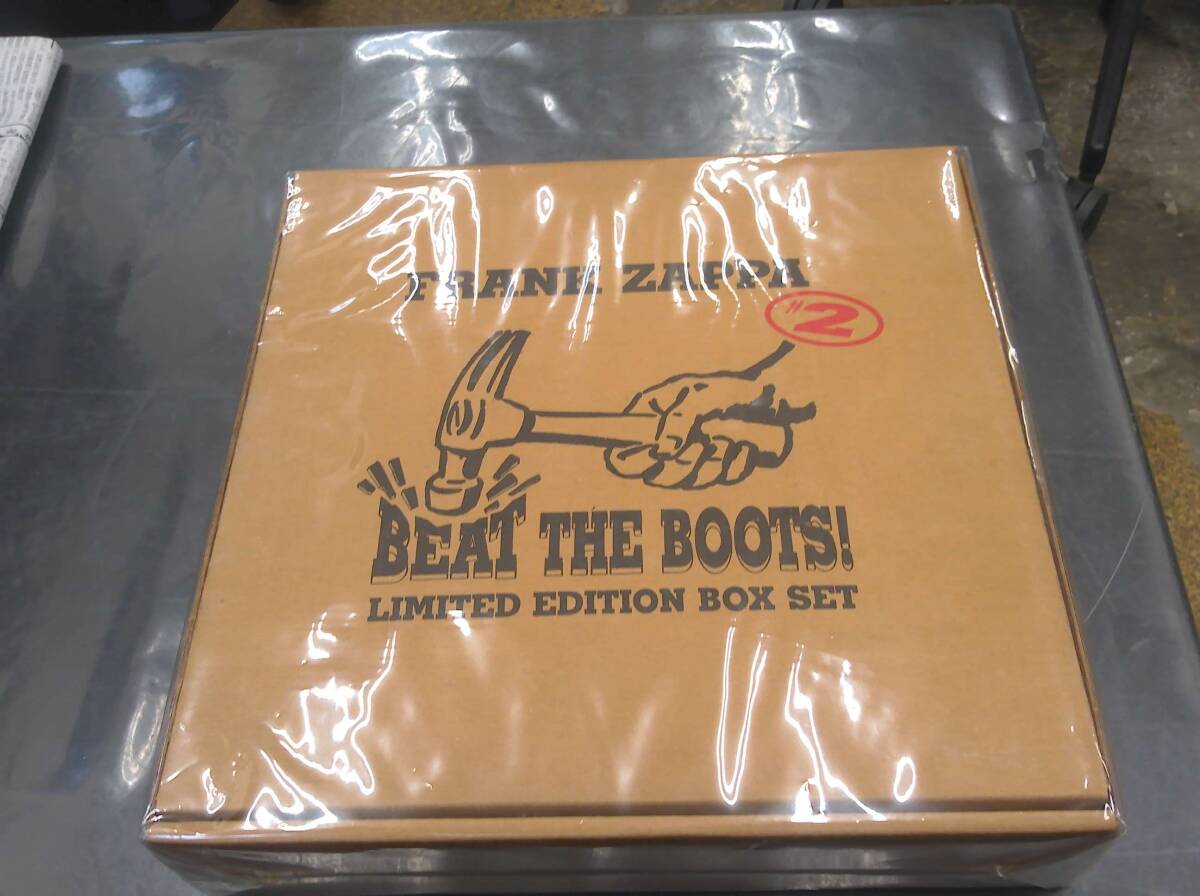 FRANK ZAPPA
"2
BEAT THE BOOTS!
LIMITED EDITION BOX SET